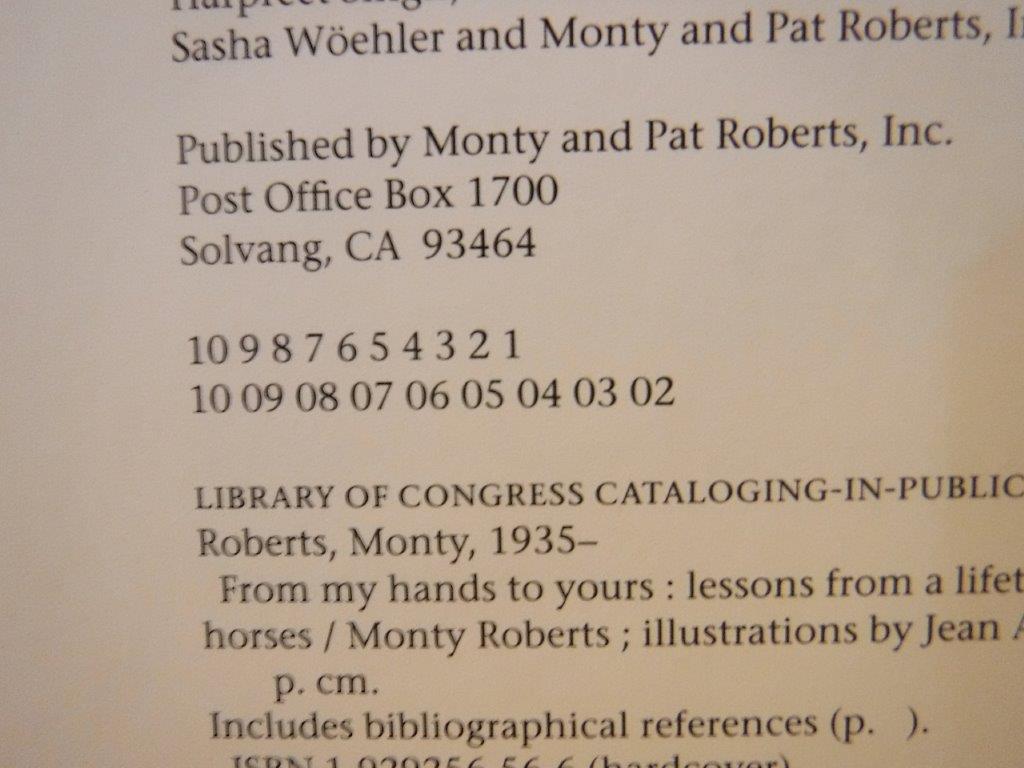 Sasha Wöehler and Monty and Pat Roberts,
Published by Monty and Pat Roberts, Inc.
Post Office Box 1700
Solvang, CA 93464
10 9 8 7 6 5 4 3 2 1
10 09 08 07 06 05 04 03 02
LIBRARY OF CONGRESS CATALOGING-IN-PUBLIC
Roberts, Monty, 1935–
From my hands to yours : lessons from a lifet
horses / Monty Roberts ; illustrations by Jean A
p. cm.
Includes bibliographical references (p. ).
(hardcover)